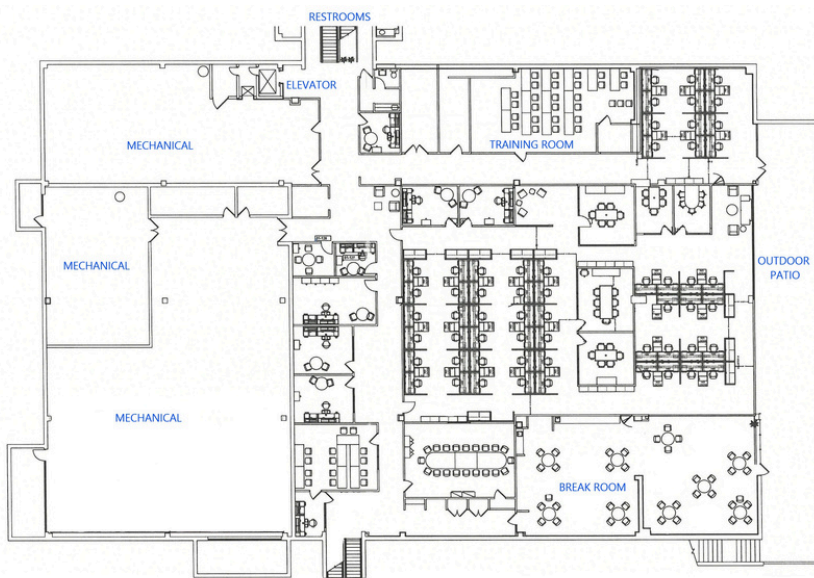 RESTROOMS
ELEVATOR
MECHANICAL
TRAINING ROOM
MECHANICAL
OUTDOOR
PATIO
MECHANICAL
BREAK ROOM